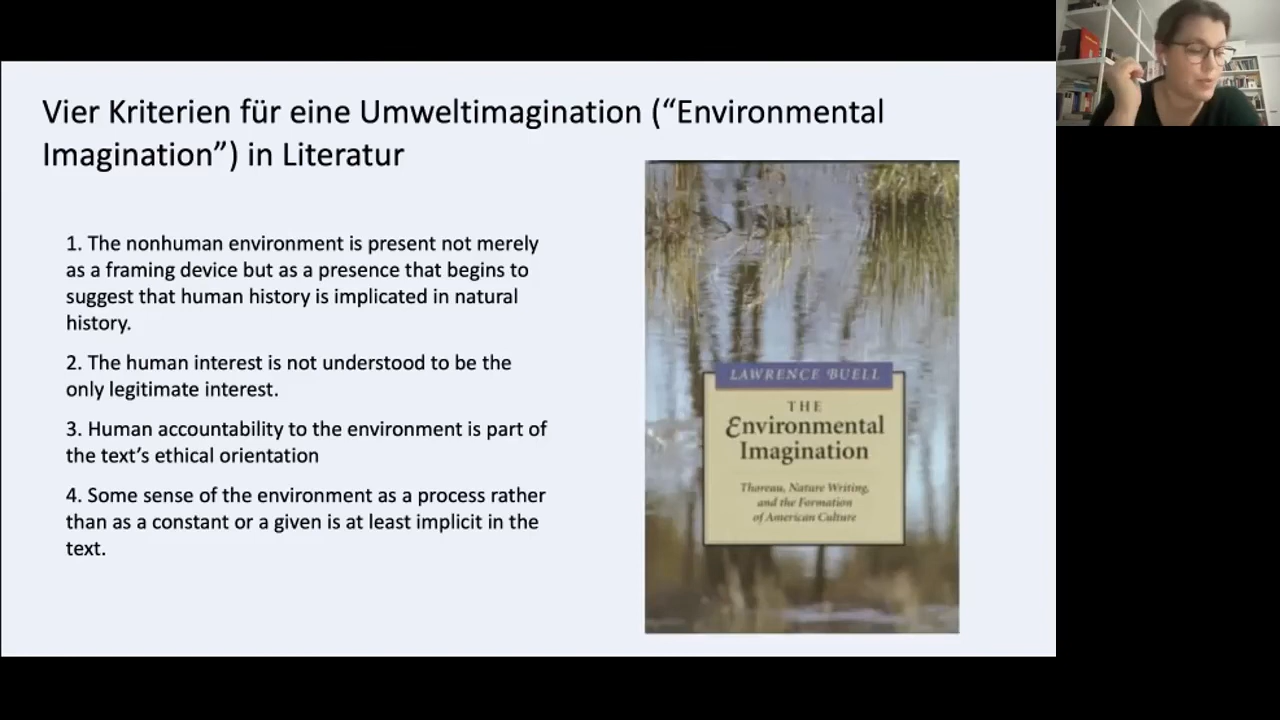 Vier Kriterien für eine Umweltimagination (“Environmental
Imagination”) in Literatur
1. The nonhuman environment is present not merely
as a framing device but as a presence that begins to
suggest that human history is implicated in natural
history.
2. The human interest is not understood to be the
only legitimate interest.
3. Human accountability to the environment is part of
the text’s ethical orientation
4. Some sense of the environment as a process rather
than as a constant or a given is at least implicit in the
text.
LAWRENCE BUELL
THE
Environmental
Imagination
Thoreau, Nature Writing,
and the Formation
of American Culture